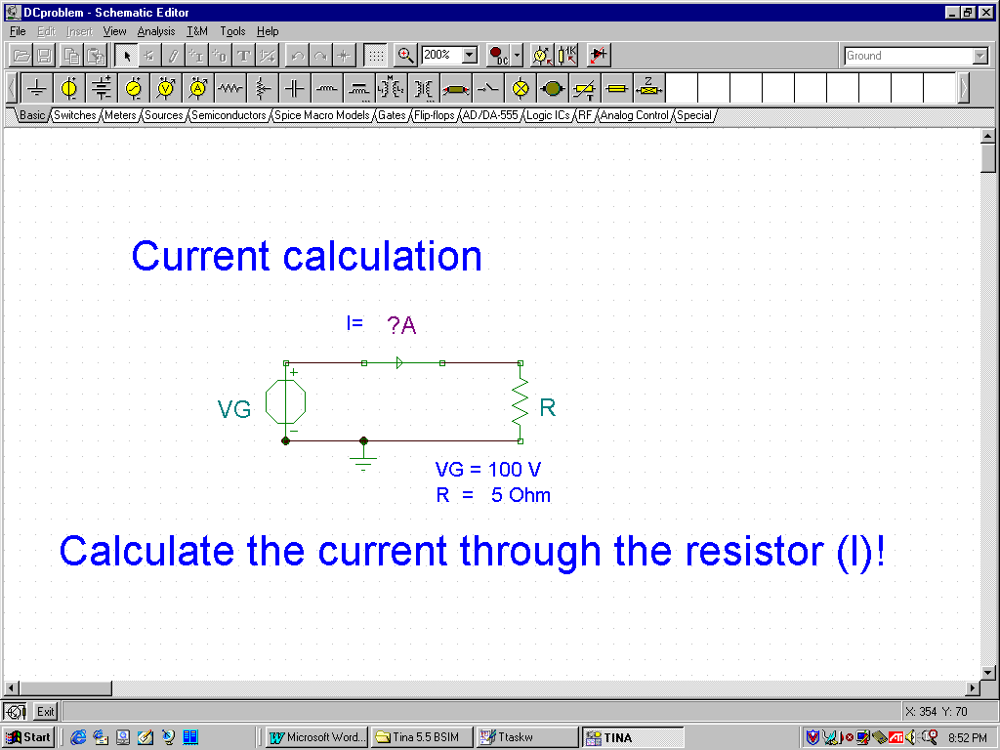 DCproblem - Schematic Editor
File Edit Insert View Analysis T&M Tools Help
200% DC 1K Ground
Basic Switches Meters Sources Semiconductors Spice Macro Models Gates Flip-flops AD/DA-555 Logic ICs RF Analog Control Special
Current calculation
I= ?A
+
VG
R
VG = 100 V
R = 5 Ohm
Calculate the current through the resistor (I)!
Exit X: 354 Y: 70
Start Microsoft Word... Tina 5.5 BSIM Ttaskw TINA 8:52 PM